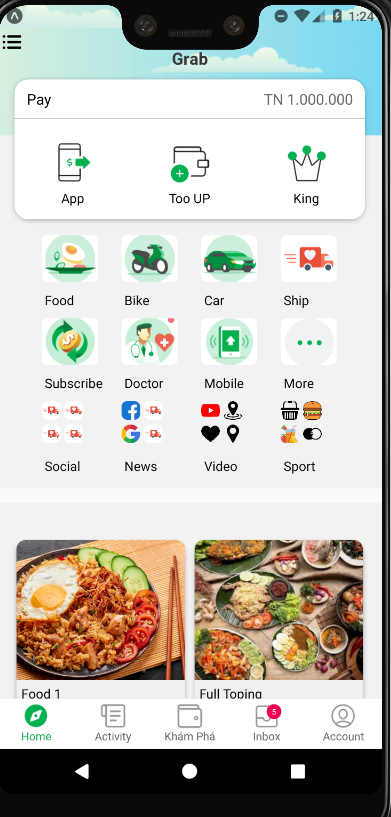 1:24
Grab
Pay TN 1.000.000
App Too UP King
Food Bike Car Ship
Subscribe Doctor Mobile More
Social News Video Sport
Food 1 Full Toping
5
Home Activity Khám Phá Inbox Account